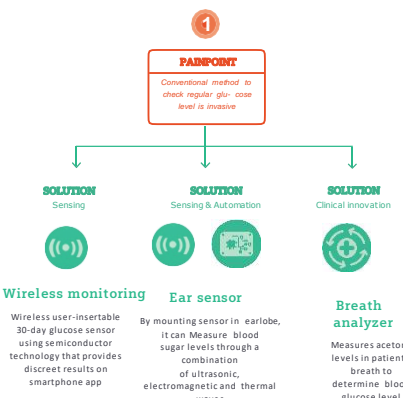 1
PAINPOINT
Conventional method to
check regular glu- cose
level is invasive
SOLUTION
Sensing
SOLUTION
Sensing & Automation
SOLUTION
Clinical innovation
Wireless monitoring
Wireless user-insertable
30-day glucose sensor
using semiconductor
technology that provides
discreet results on
smartphone app
Ear sensor
By mounting sensor in earlobe,
it can Measure blood
sugar levels through a
combination
of ultrasonic,
electromagnetic and thermal
Breath
analyzer
Measures aceton
levels in patient
breath to
determine bloo
glucose level